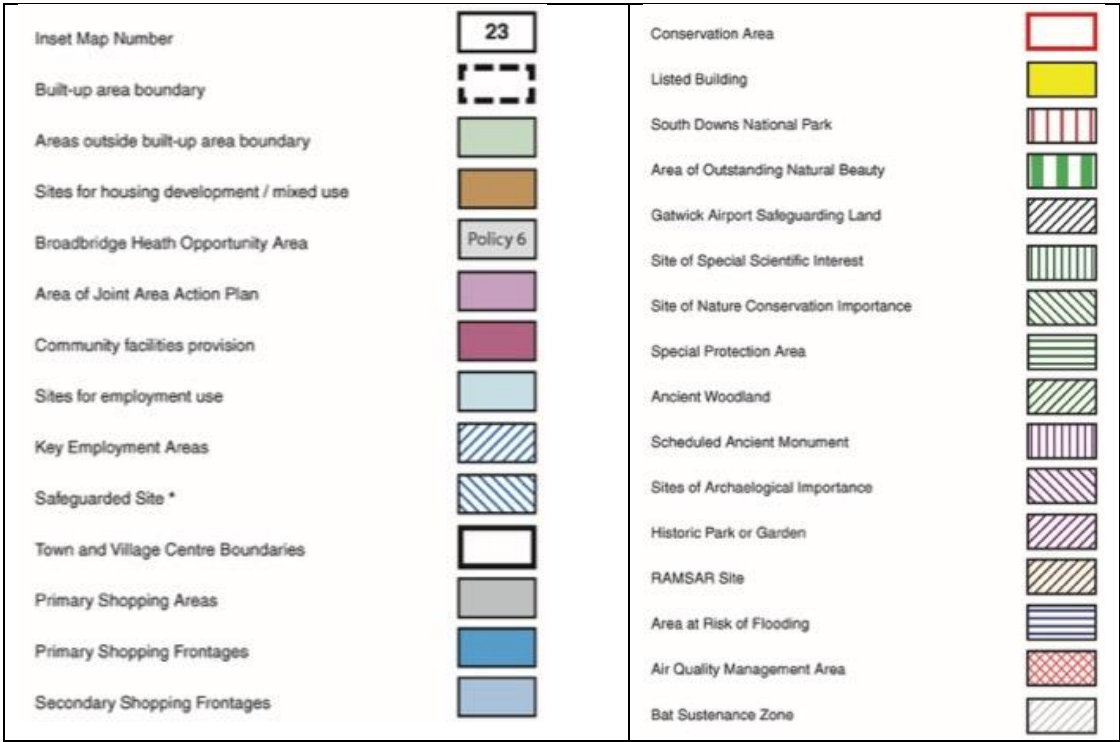 Inset Map Number
23
Built-up area boundary
Areas outside built-up area boundary
Sites for housing development / mixed use
Broadbridge Heath Opportunity Area
Policy 6
Area of Joint Area Action Plan
Community facilities provision
Sites for employment use
Key Employment Areas
Safeguarded Site *
Town and Village Centre Boundaries
Primary Shopping Areas
Primary Shopping Frontages
Secondary Shopping Frontages
Conservation Area
Listed Building
South Downs National Park
Area of Outstanding Natural Beauty
Gatwick Airport Safeguarding Land
Site of Special Scientific Interest
Site of Nature Conservation Importance
Special Protection Area
Ancient Woodland
Scheduled Ancient Monument
Sites of Archaelogical Importance
Historic Park or Garden
RAMSAR Site
Area at Risk of Flooding
Air Quality Management Area
Bat Sustenance Zone